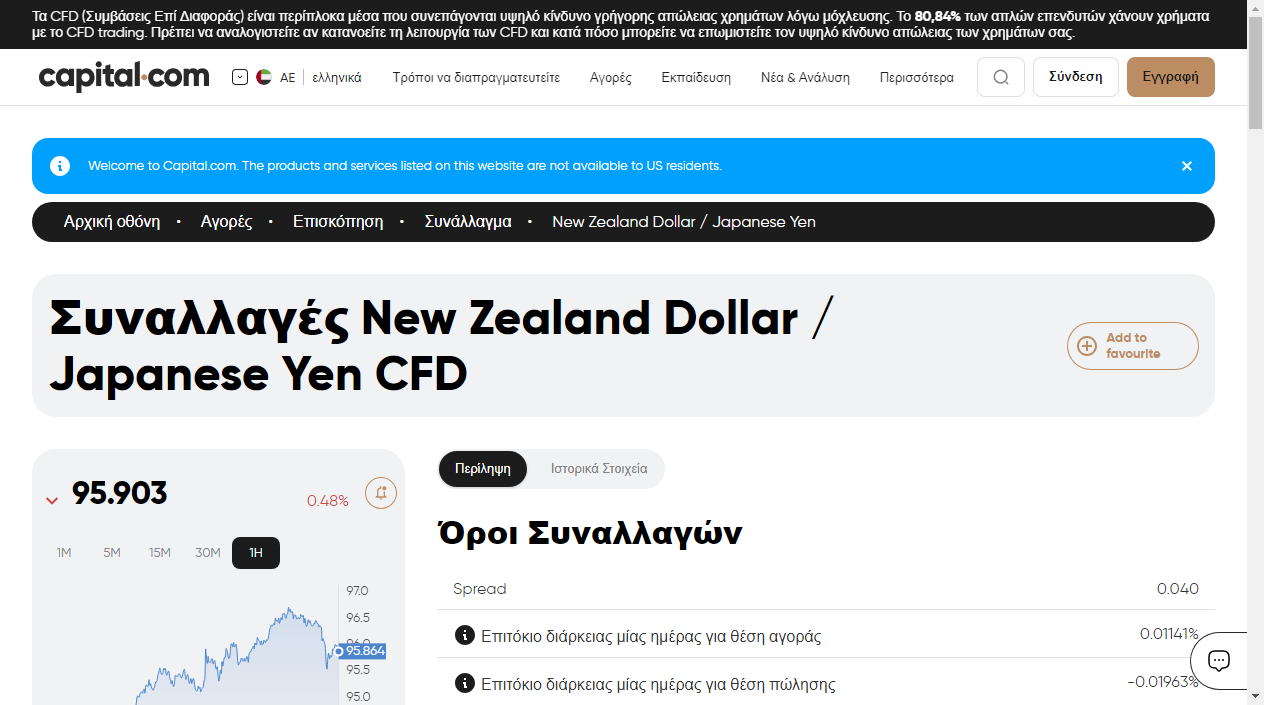 Τα CFD (Συμβάσεις Επί Διαφοράς) είναι περίπλοκα μέσα που συνεπάγονται υψηλό κίνδυνο γρήγορης απώλειας χρημάτων λόγω μόχλευσης. Το 80,84% των απλών επενδυτών χάνουν χρήματα
με το CFD trading. Πρέπει να αναλογιστείτε αν κατανοείτε τη λειτουργία των CFD και κατά πόσο μπορείτε να επωμιστείτε τον υψηλό κίνδυνο απώλειας των χρημάτων σας.
capital.com AE ελληνικά Τρόποι να διαπραγματευτείτε Αγορές Εκπαίδευση Νέα & Ανάλυση Περισσότερα Σύνδεση Εγγραφή
Welcome to Capital.com. The products and services listed on this website are not available to US residents.
Αρχική οθόνη • Αγορές • Επισκόπηση • Συνάλλαγμα • New Zealand Dollar / Japanese Yen
Συναλλαγές New Zealand Dollar /
Japanese Yen CFD
Add to
favourite
95.903 0.48%
1M 5M 15M 30M 1H
97.0
96.5
95.864
95.5
95.0
Περίληψη Ιστορικά Στοιχεία
Όροι Συναλλαγών
Spread 0.040
Επιτόκιο διάρκειας μίας ημέρας για θέση αγοράς 0.01141%
Επιτόκιο διάρκειας μίας ημέρας για θέση πώλησης -0.01963%